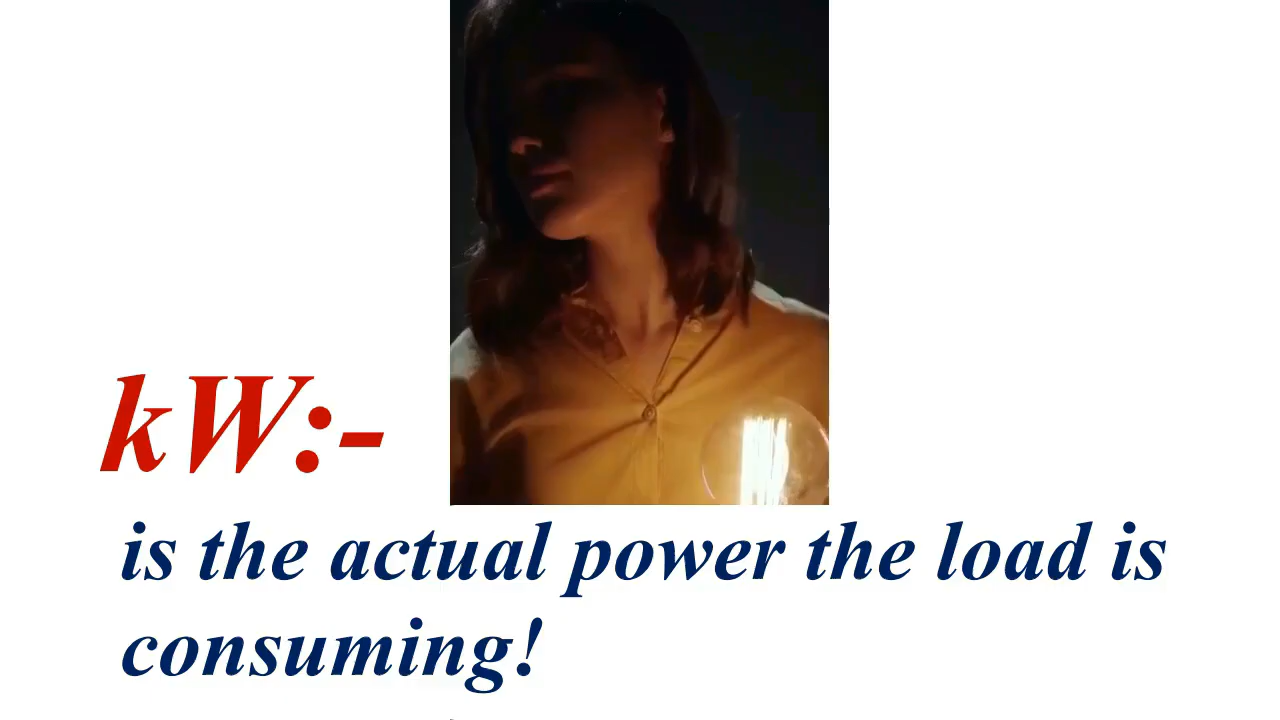 kW:-
is the actual power the load is
consuming!